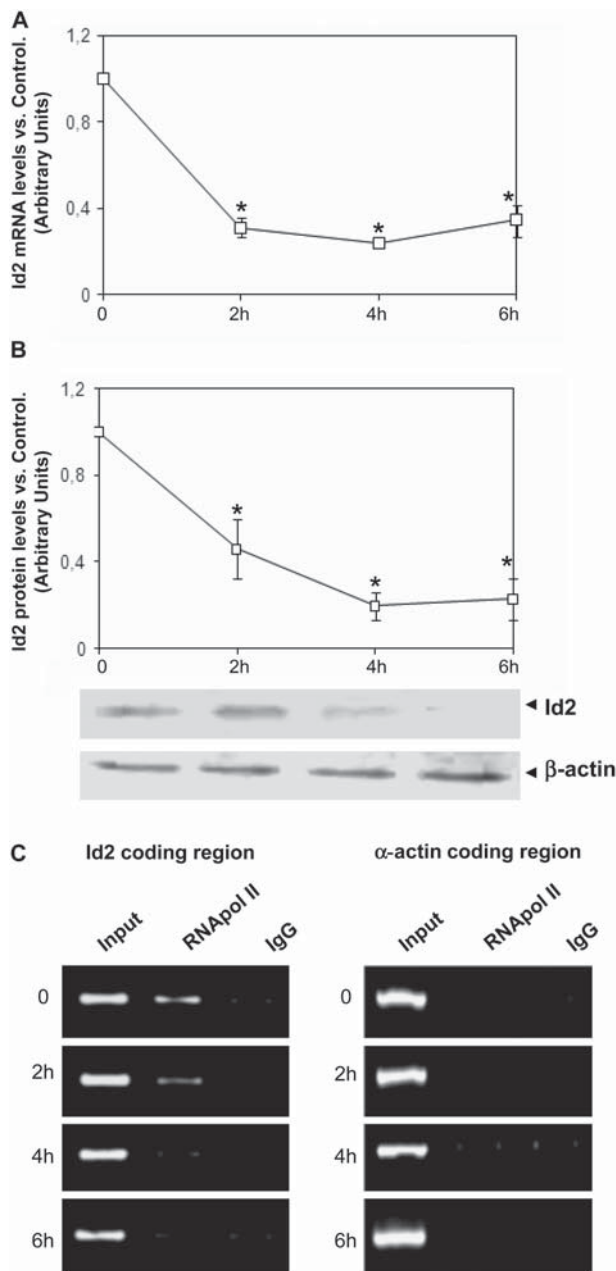 A
Id2 mRNA levels vs. Control.
(Arbitrary Units)
1,2
0,8
0,4
0
0
2h
4h
6h
*
*
*
B
Id2 protein levels vs. Control.
(Arbitrary Units)
1,2
0,8
0,4
0
0
2h
4h
6h
*
*
*
Id2
β-actin
C
Id2 coding region
Input
RNApol II
IgG
0
2h
4h
6h
α-actin coding region
Input
RNApol II
IgG
0
2h
4h
6h